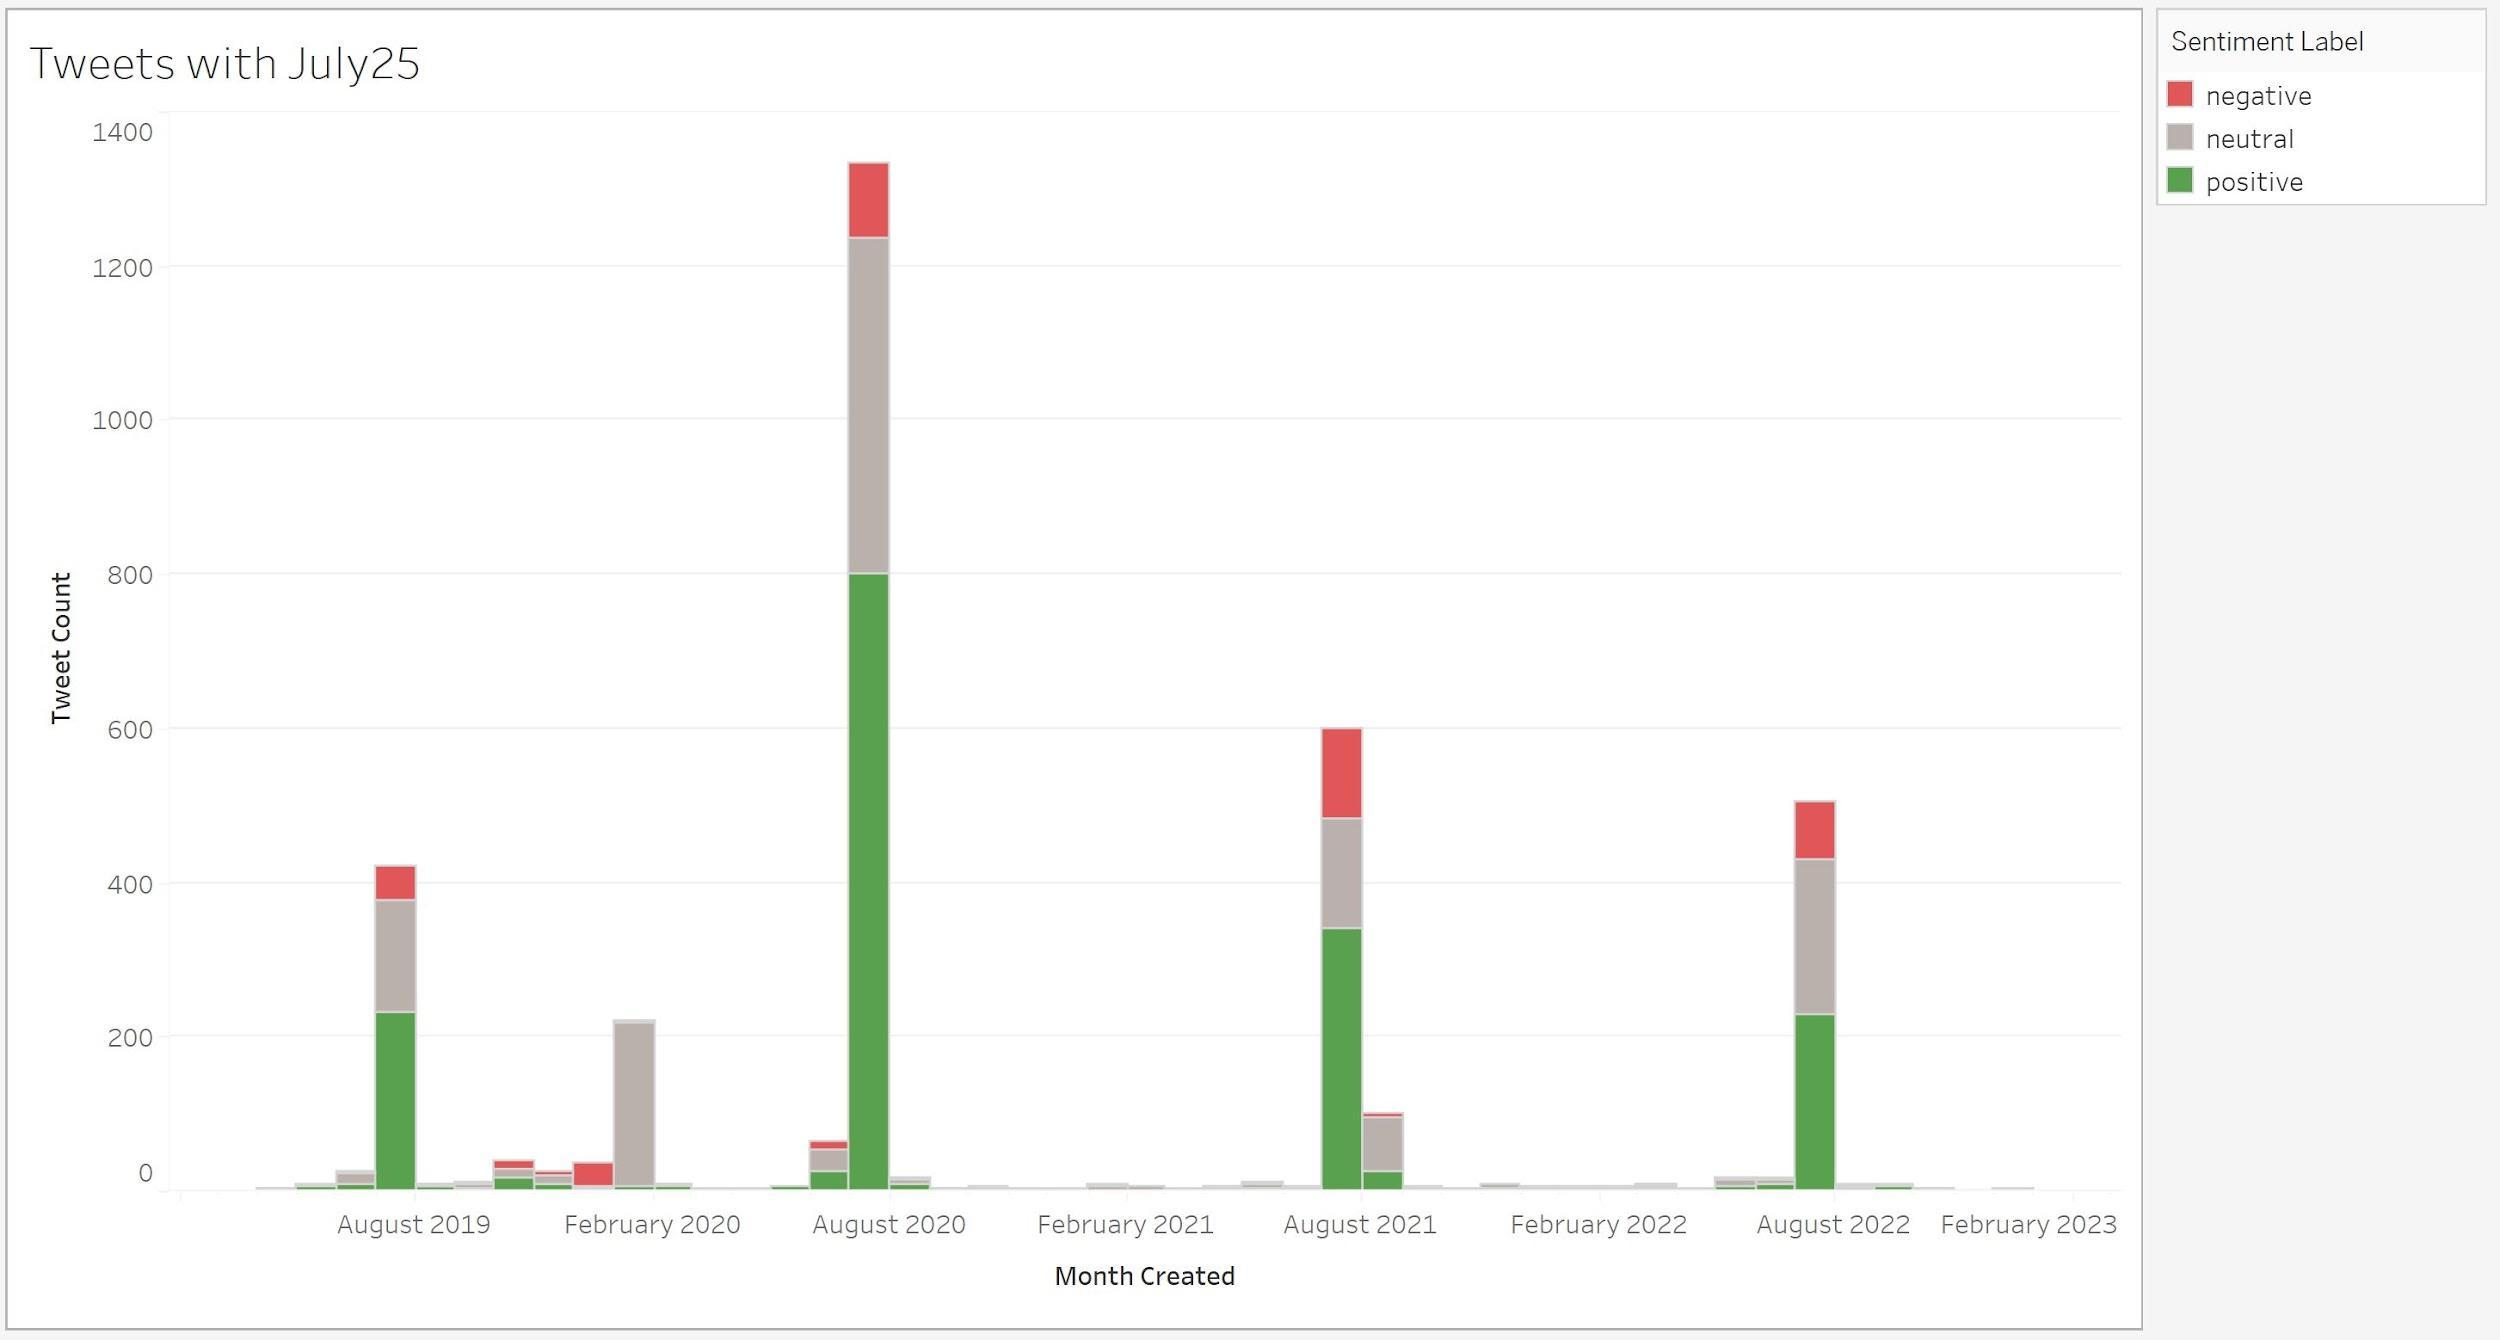 Tweets with July25
Sentiment Label
negative
neutral
positive
1400
1200
1000
800
600
400
200
0
Tweet Count
August 2019
February 2020
August 2020
February 2021
August 2021
February 2022
August 2022
February 2023
Month Created